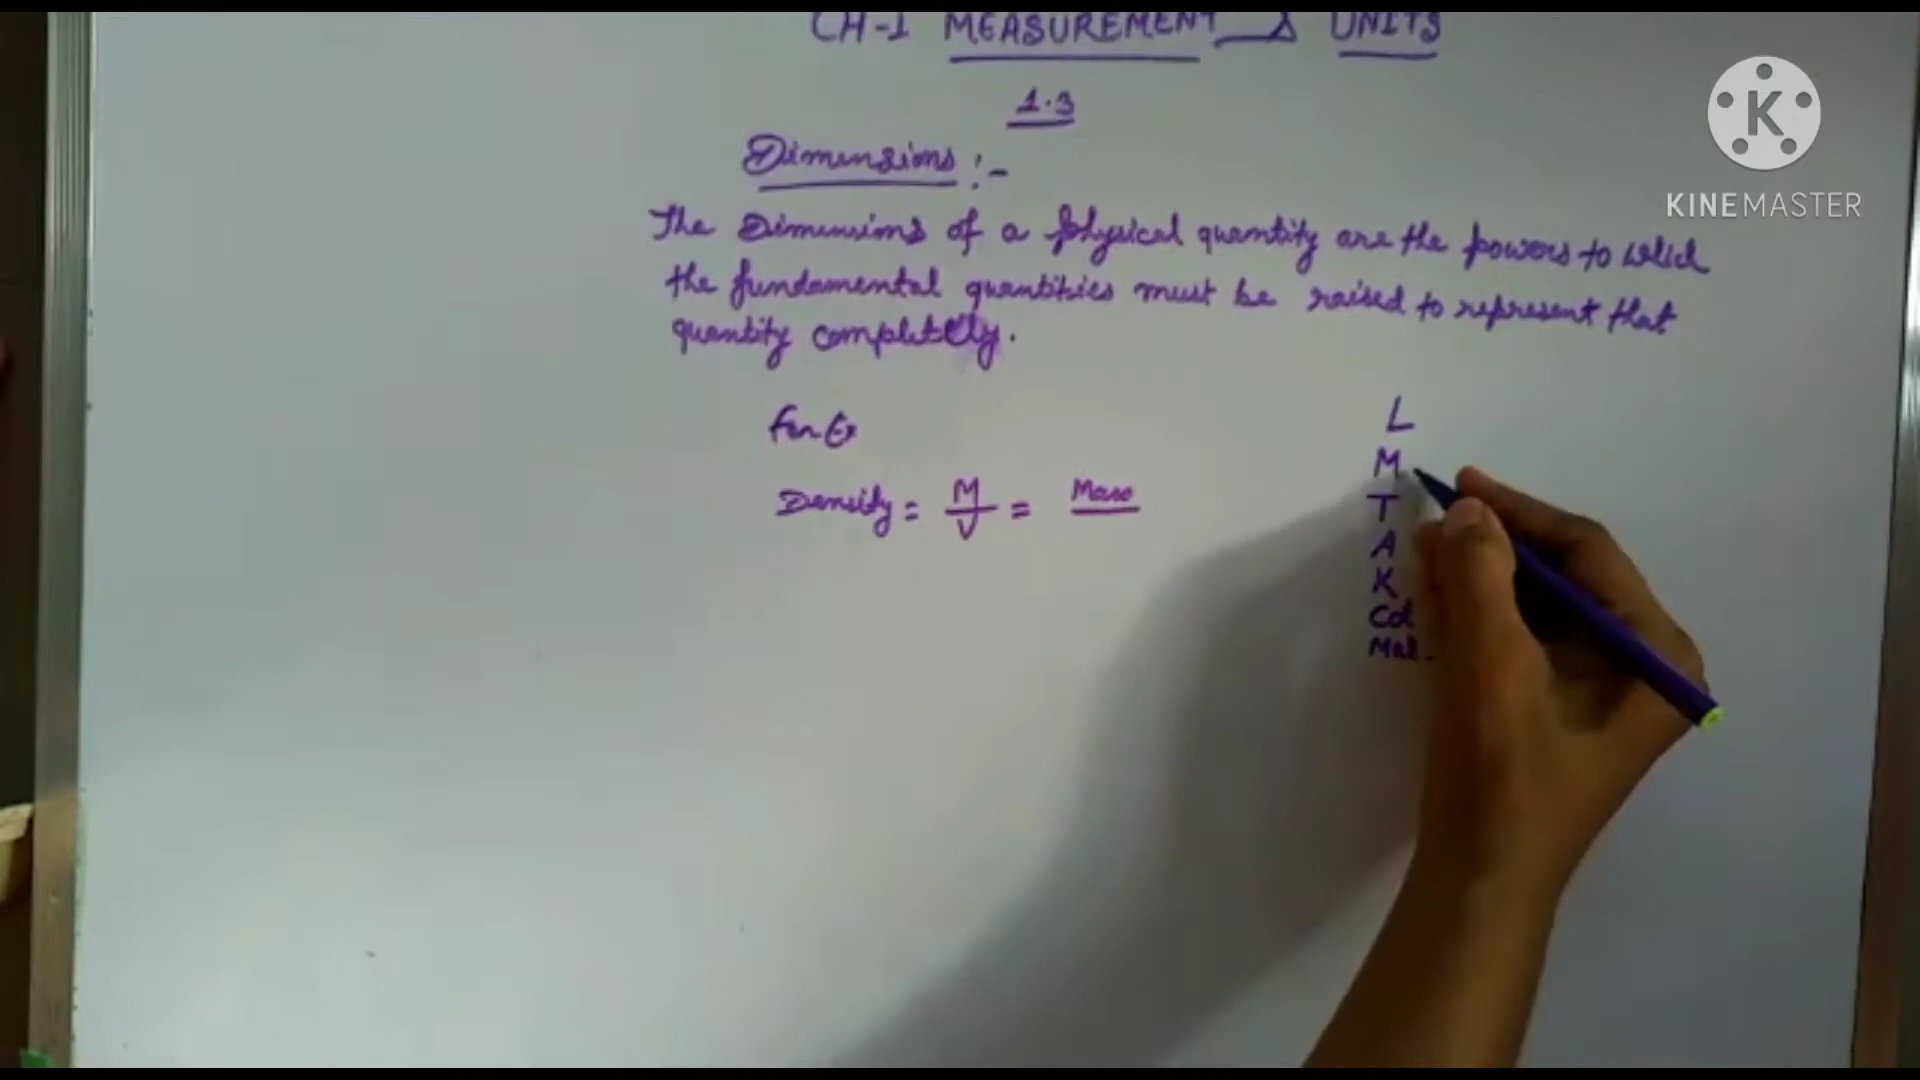 CH-1 MEASUREMENT & UNITS
1.3
Dimensions :-
The Dimensions of a physical quantity are the powers to which
the fundamental quantities must be raised to represent that
quantity completely.
For Ex
Density = M/V = Mass
L
M
T
A
K
Cd
Mol.
K
KINEMASTER